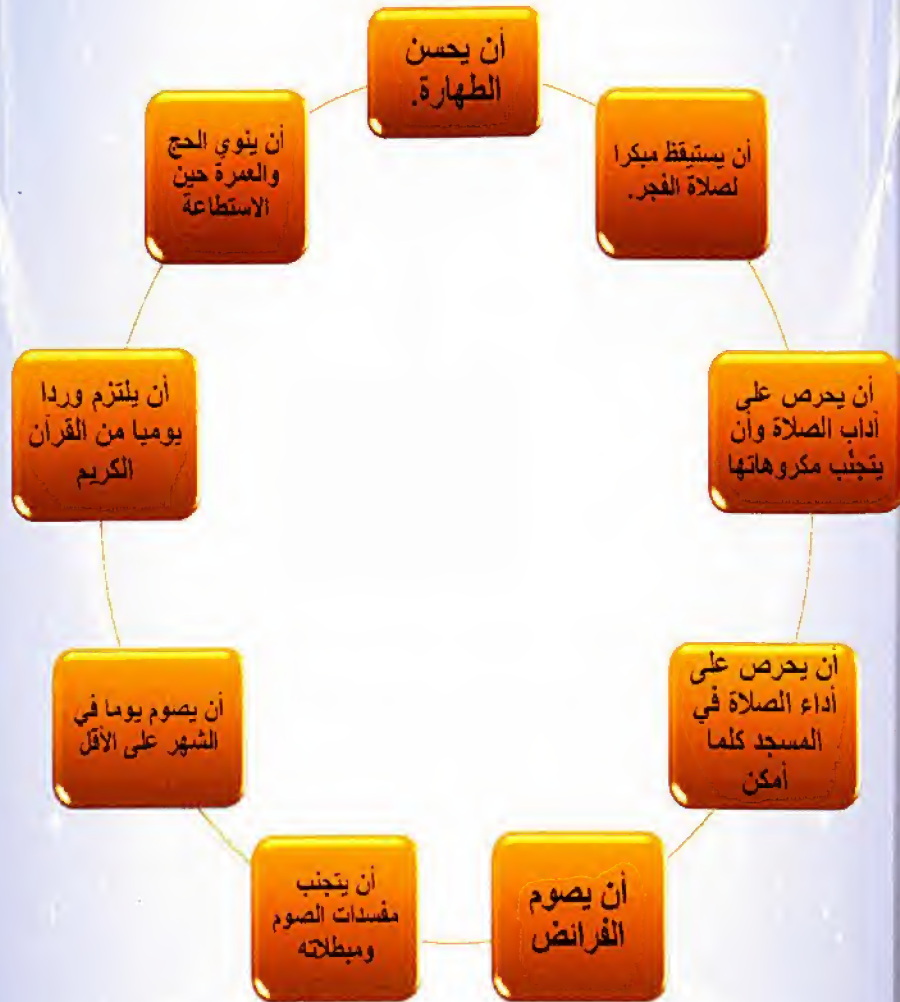 أن يحسن
الطهارة.
أن يستيقظ مبكرا
لصلاة الفجر.
أن يحرص على
أداب الصلاة وأن
يتجنّب مكروهاتها
أن يحرص على
أداء الصلاة في
المسجد كلما
أمكن
أن يصوم
الفرائض
أن يتجنب
مفسدات الصوم
ومبطلاته
أن يصوم يوما في
الشهر على الأقل
أن يلتزم وردا
يوميا من القرآن
الكريم
أن ينوي الحج
والعمرة حين
الاستطاعة